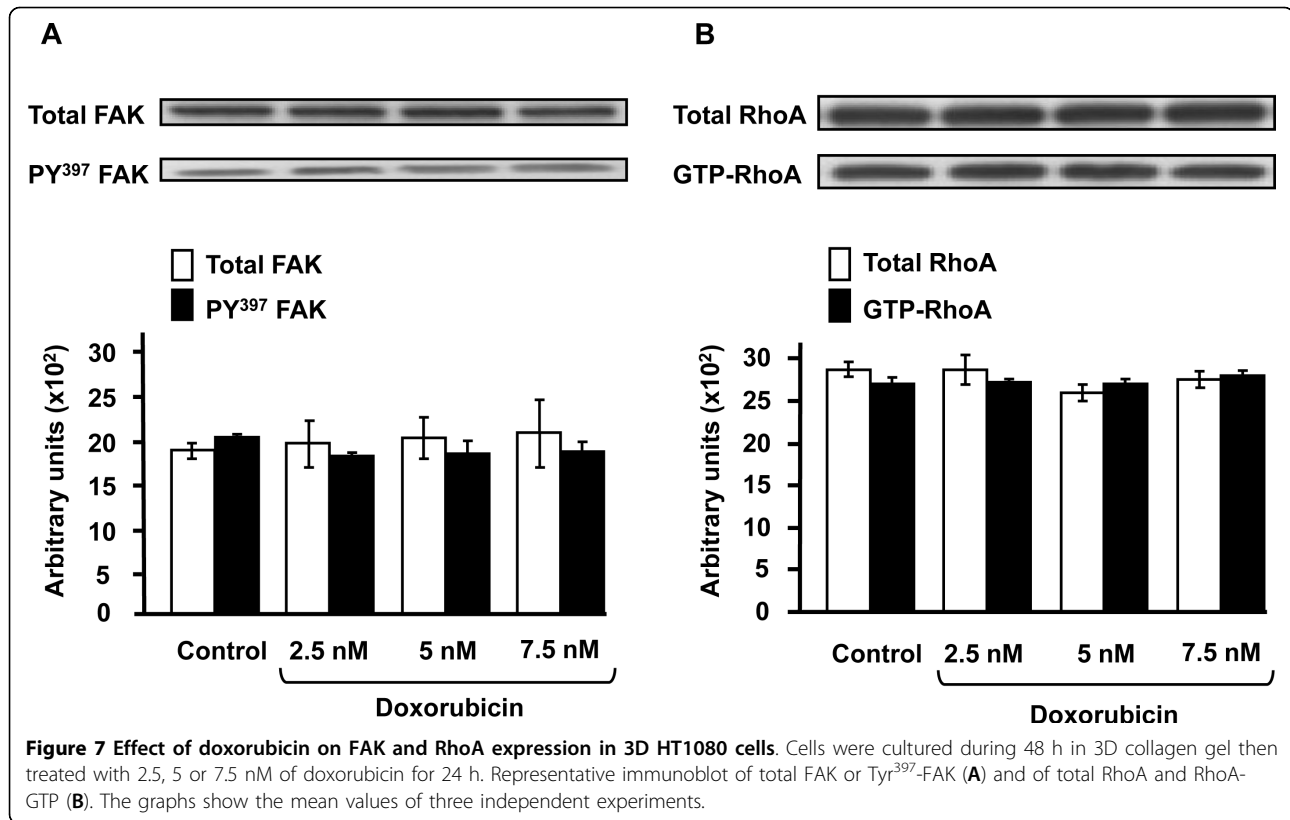 A
Total FAK
PY³⁹⁷ FAK
Total FAK
PY³⁹⁷ FAK
Arbitrary units (x10²)
30
25
20
15
10
5
0
Control 2.5 nM 5 nM 7.5 nM
Doxorubicin
B
Total RhoA
GTP-RhoA
Total RhoA
GTP-RhoA
Arbitrary units (x10²)
30
25
20
15
10
5
0
Control 2.5 nM 5 nM 7.5 nM
Doxorubicin
Figure 7 Effect of doxorubicin on FAK and RhoA expression in 3D HT1080 cells. Cells were cultured during 48 h in 3D collagen gel then
treated with 2.5, 5 or 7.5 nM of doxorubicin for 24 h. Representative immunoblot of total FAK or Tyr³⁹⁷-FAK (A) and of total RhoA and RhoA-
GTP (B). The graphs show the mean values of three independent experiments.